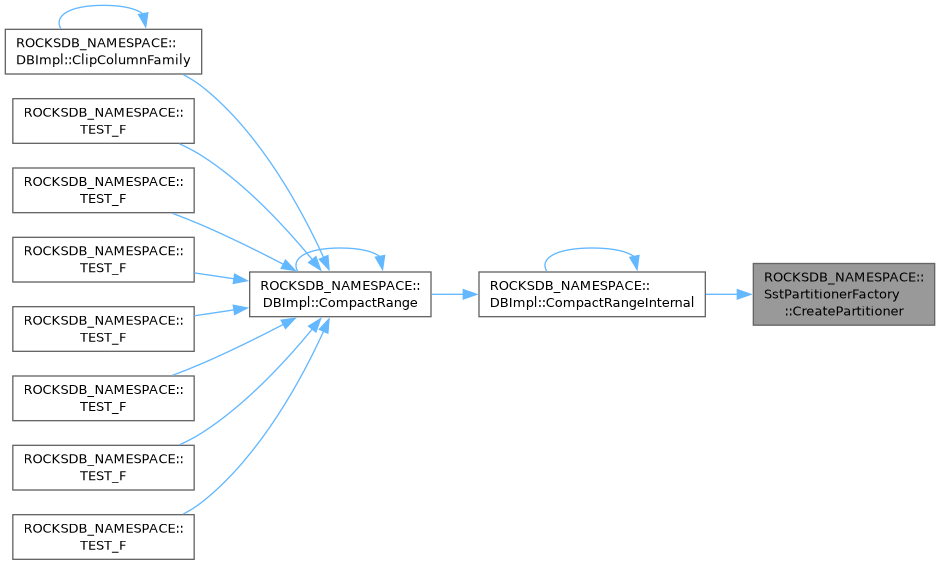 ROCKSDB_NAMESPACE::
DBImpl::ClipColumnFamily
ROCKSDB_NAMESPACE::
TEST_F
ROCKSDB_NAMESPACE::
TEST_F
ROCKSDB_NAMESPACE::
TEST_F
ROCKSDB_NAMESPACE::
TEST_F
ROCKSDB_NAMESPACE::
TEST_F
ROCKSDB_NAMESPACE::
TEST_F
ROCKSDB_NAMESPACE::
TEST_F
ROCKSDB_NAMESPACE::
DBImpl::CompactRange
ROCKSDB_NAMESPACE::
DBImpl::CompactRangeInternal
ROCKSDB_NAMESPACE::
SstPartitionerFactory
::CreatePartitioner